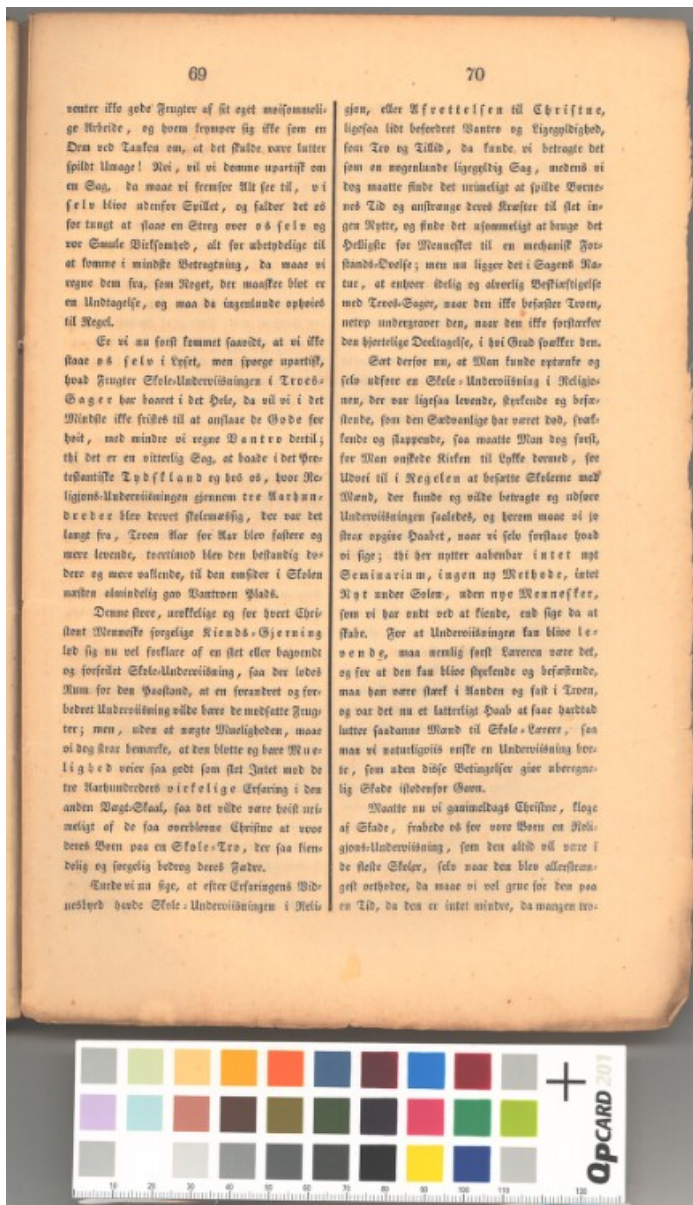 69
venter ikke gode Frugter af sit eget møisommeli-
ge Arbeide, og hvem krymper sig ikke som en
Orm ved Tanken om, at det skulde være lutter
spildt Umage! Nei, vil vi dømme upartisk om
en Sag, da maae vi fremfor Alt see til, vi
selv blive udenfor Spillet, og falder det os
for tungt at slaae en Streg over os selv og
vor Smule Virksomhed, alt for ubetydelige til
at komme i mindste Betragtning, da maae vi
regne dem fra, som Noget, der maaskee blot er
en Undtagelse, og maa da ingenlunde ophøies
til Regel.
Er vi nu først kommet saavidt, at vi ikke
staae os selv i Lyset, men spørge upartisk,
hvad Frugter Skole-Underviisningen i Troes-
Sager har baaret i det Hele, da vil vi i det
Mindste ikke fristes til at anslaae de Gode for
høit, med mindre vi regne Vantro dertil;
thi det er en vitterlig Sag, at baade i det Pro-
testantiske Tydskland og hos os, hvor Re-
ligions-Underviisningen gjennem tre Aarhun-
dreder blev drevet skolemæssig, der var det
langt fra, Troen Aar for Aar blev fastere og
mere levende, tvertimod blev den bestandig dø-
dere og mere vaklende, til den omsider i Skolen
næsten almindelig gav Vantroen Plads.
Denne store, urokkelige og for hvert Chri-
stent Menneske sørgelige Kiends-Gjerning
lod sig nu vel forklare af en slet eller bagvendt
og forfeilet Skole-Underviisning, saa der lodes
Rum for den Paastand, at en forandret og for-
bedret Underviisning vilde bære de modsatte Frug-
ter; men, uden at nægte Mueligheden, maae
vi dog strax bemærke, at den blotte og bare Mue-
lighed veier saa godt som slet Intet mod de
tre Aarhundreders virkelige Erfaring i den
anden Vægt-Skaal, saa det vilde være høist uri-
meligt af de faa overblevne Christne at vove
deres Børn paa en Skole-Tro, der saa kien-
delig og sørgelig bedrog deres Fædre.
Turde vi nu sige, at efter Erfaringens Vid-
nesbyrd havde Skole-Underviisningen i Reli-
70
gion, eller Afrettelsen til Christne,
ligesaa lidt befordret Vantro og Ligegyldighed,
som Tro og Tillid, da kunde vi betragte det
som en nogenlunde ligegyldig Sag, medens vi
dog maatte finde det urimeligt at spilde Børne-
nes Tid og anstrænge deres Kræfter til slet in-
gen Nytte, og finde det usømmeligt at bruge det
Helligste for Mennesket til en mechanisk For-
stands-Øvelse; men nu ligger det i Sagens Na-
tur, at enhver idelig og alvorlig Beskjæftigelse
med Troes-Sager, naar den ikke befæster Troen,
netop undergraver den, naar den ikke forstærker
den hjertelige Deeltagelse, i høi Grad svækker den.
Sæt derfor nu, at Man kunde optænke og
selv udføre en Skole-Underviisning i Religio-
nen, der var ligesaa levende, styrkende og befæ-
stende, som den Sædvanlige har været død, svæk-
kende og slappende, saa maatte Man dog først,
før Man ønskede Kirken til Lykke dermed, see
Udvei til i Regelen at besætte Skolerne med
Mænd, der kunde og vilde betragte og udføre
Underviisningen saaledes, og herom maae vi jo
strax opgive Haabet, naar vi selv forstaae hvad
vi sige; thi her nytter aabenbar intet nyt
Seminarium, ingen ny Methode, intet
Nyt under Solen, uden nye Mennesker,
som vi har ondt ved at kiende, end sige da at
skabe. For at Underviisningen kan blive le-
vende, maa nemlig først Læreren være det,
og for at den kan blive styrkende og befæstende,
maa han være stærk i Aanden og fast i Troen,
og var det nu et latterligt Haab at faae hardtad
lutter saadanne Mænd til Skole-Lærere, saa
maae vi naturligviis ønske en Underviisning bor-
te, som uden disse Betingelser giør uberegne-
lig Skade istedenfor Gavn.
Maatte nu vi gammeldags Christne, kloge
af Skade, frabede os for vore Børn en Reli-
gions-Underviisning, som den altid vil være i
de fleste Skoler, selv naar den blev allerstræn-
gest orthodox, da maae vi vel grue for den paa
en Tid, da den er intet mindre, da mangen tro-
QPCARD 201
10 20 30 40 50 60 70 80 90 100 110 130